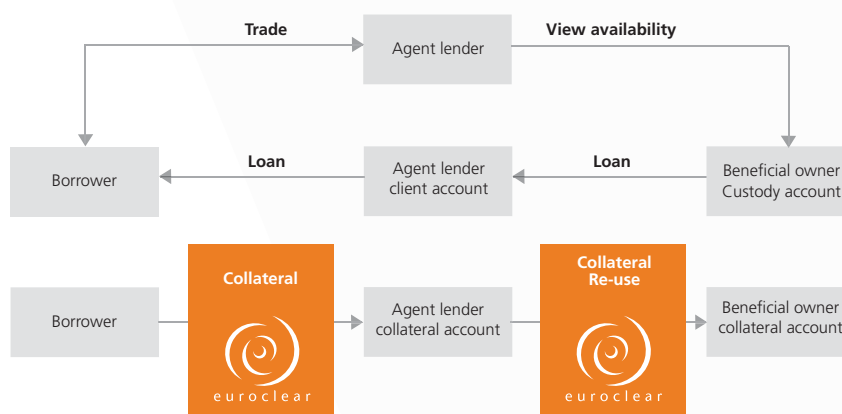 Trade
View availability
Agent lender
Loan
Loan
Borrower
Agent lender
client account
Beneficial owner
Custody account
Collateral
Collateral
Re-use
Borrower
Agent lender
collateral account
Beneficial owner
collateral account
euroclear
euroclear